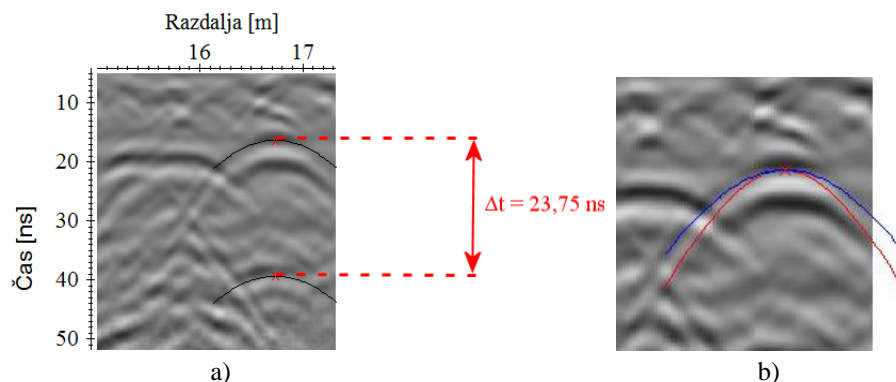 Razdalja [m]
16 17
Čas [ns]
10
20
30
40
50
Δt = 23,75 ns
a)
b)